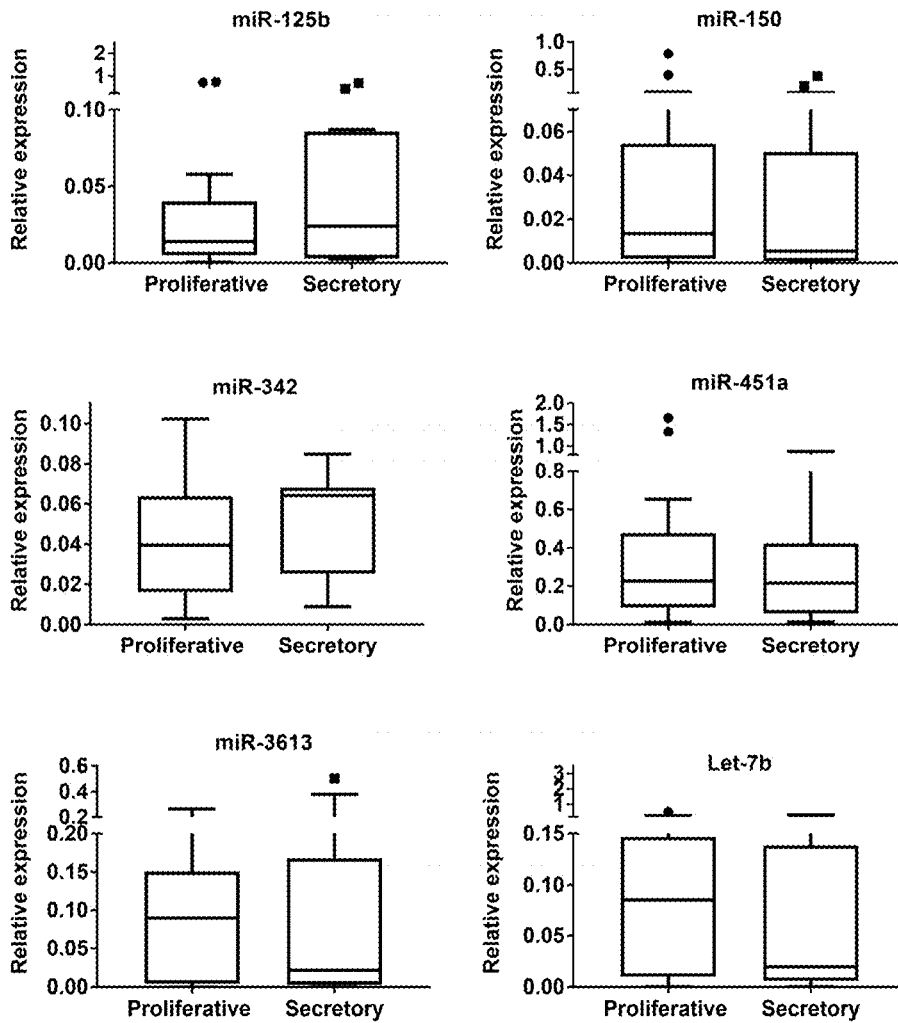 miR-125b
Relative expression
2
1
0.10
0.05
0.00
Proliferative Secretory
miR-150
Relative expression
1.0
0.5
0.06
0.04
0.02
0.00
Proliferative Secretory
miR-342
Relative expression
0.10
0.08
0.06
0.04
0.02
0.00
Proliferative Secretory
miR-451a
Relative expression
2.0
1.5
1.0
0.8
0.6
0.4
0.2
0.0
Proliferative Secretory
miR-3613
Relative expression
0.6
0.4
0.2
0.20
0.15
0.10
0.05
0.00
Proliferative Secretory
Let-7b
Relative expression
3
2
1
0.15
0.10
0.05
0.00
Proliferative Secretory